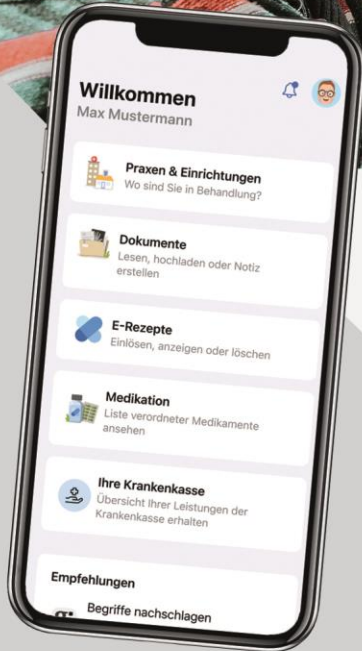 Willkommen
Max Mustermann
Praxen & Einrichtungen
Wo sind Sie in Behandlung?
Dokumente
Lesen, hochladen oder Notiz
erstellen
E-Rezepte
Einlösen, anzeigen oder löschen
Medikation
Liste verordneter Medikamente
ansehen
Ihre Krankenkasse
Übersicht Ihrer Leistungen der
Krankenkasse erhalten
Empfehlungen
Begriffe nachschlagen